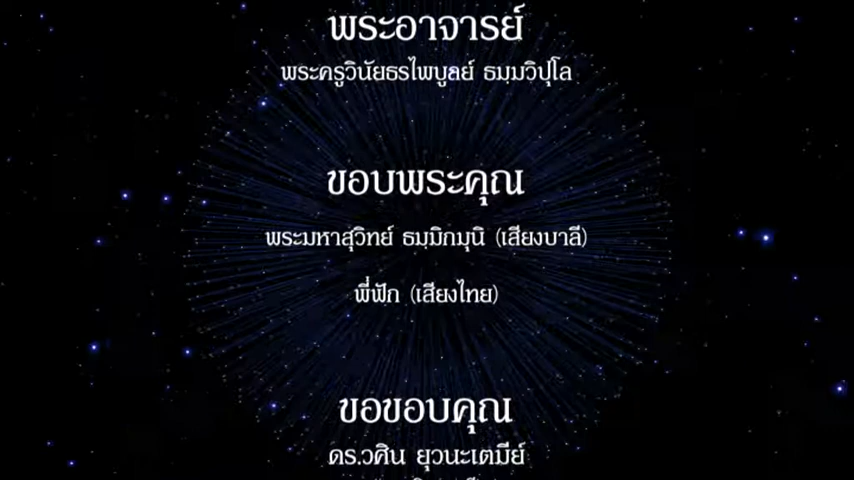 พระอาจารย์
พระครูวินัยธรไพบูลย์ ธมฺมวิปุโล
ขอบพระคุณ
พระมหาสุวิทย์ ธมฺมิกมุนิ (เสียงบาลี)
พี่ฟัก (เสียงไทย)
ขอขอบคุณ
ดร.วศิน ยุวนะเตมีย์